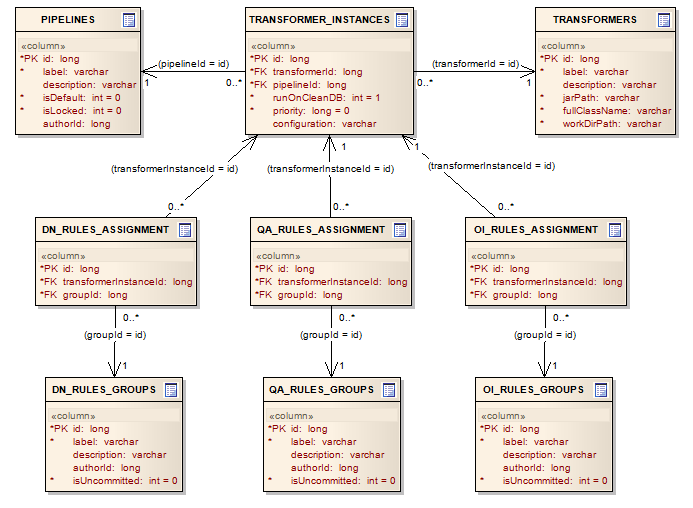 PIPELINES
«column»
*PK id: long
* label: varchar
description: varchar
* isDefault: int = 0
* isLocked: int = 0
authorId: long
(pipelineId = id)
1
0..*
TRANSFORMER_INSTANCES
«column»
*PK id: long
*FK transformerId: long
*FK pipelineId: long
* runOnCleanDB: int = 1
* priority: long = 0
configuration: varchar
(transformerId = id)
0..*
1
TRANSFORMERS
«column»
*PK id: long
* label: varchar
description: varchar
* jarPath: varchar
* fullClassName: varchar
* workDirPath: varchar
1
1
1
(transformerInstanceId = id)
(transformerInstanceId = id)
(transformerInstanceId = id)
0..*
0..*
0..*
DN_RULES_ASSIGNMENT
«column»
*PK id: long
*FK transformerInstanceId: long
*FK groupId: long
QA_RULES_ASSIGNMENT
«column»
*PK id: long
*FK transformerInstanceId: long
*FK groupId: long
OI_RULES_ASSIGNMENT
«column»
*PK id: long
*FK transformerInstanceId: long
*FK groupId: long
0..*
0..*
0..*
(groupId = id)
(groupId = id)
(groupId = id)
1
1
1
DN_RULES_GROUPS
«column»
*PK id: long
* label: varchar
description: varchar
authorId: long
* isUncommitted: int = 0
QA_RULES_GROUPS
«column»
*PK id: long
* label: varchar
description: varchar
authorId: long
* isUncommitted: int = 0
OI_RULES_GROUPS
«column»
*PK id: long
* label: varchar
description: varchar
authorId: long
* isUncommitted: int = 0